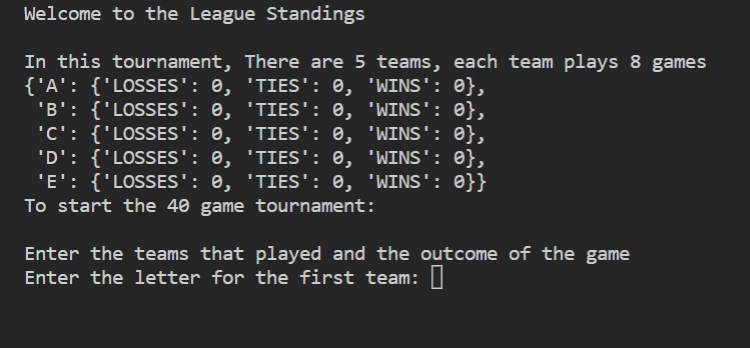 Welcome to the League Standings
In this tournament, There are 5 teams, each team plays 8 games
{'A': {'LOSSES': 0, 'TIES': 0, 'WINS': 0},
 'B': {'LOSSES': 0, 'TIES': 0, 'WINS': 0},
 'C': {'LOSSES': 0, 'TIES': 0, 'WINS': 0},
 'D': {'LOSSES': 0, 'TIES': 0, 'WINS': 0},
 'E': {'LOSSES': 0, 'TIES': 0, 'WINS': 0}}
To start the 40 game tournament:
Enter the teams that played and the outcome of the game
Enter the letter for the first team: